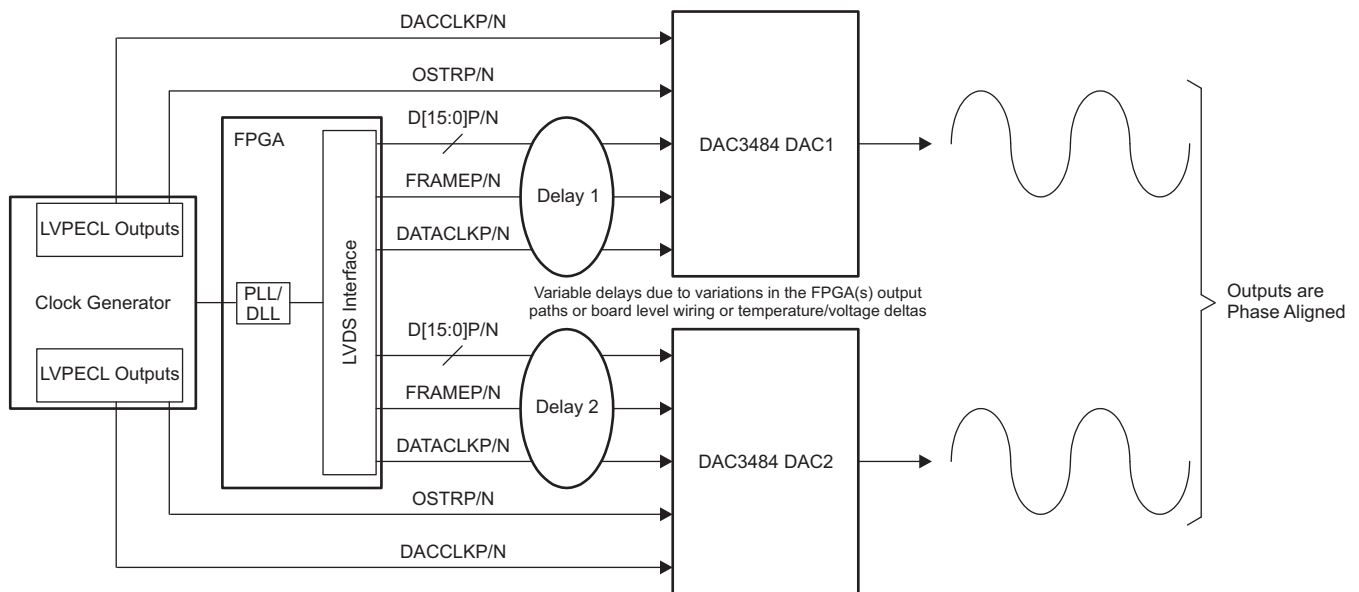 DACCLKP/N
OSTRP/N
D[15:0]P/N
FPGA
FRAMEP/N
DATACLKP/N
Delay 1
DAC3484 DAC1
LVPECL Outputs
Clock Generator
LVPECL Outputs
PLL/
DLL
LVDS Interface
Variable delays due to variations in the FPGA(s) output
paths or board level wiring or temperature/voltage deltas
Outputs are
Phase Aligned
D[15:0]P/N
FRAMEP/N
DATACLKP/N
Delay 2
DAC3484 DAC2
OSTRP/N
DACCLKP/N